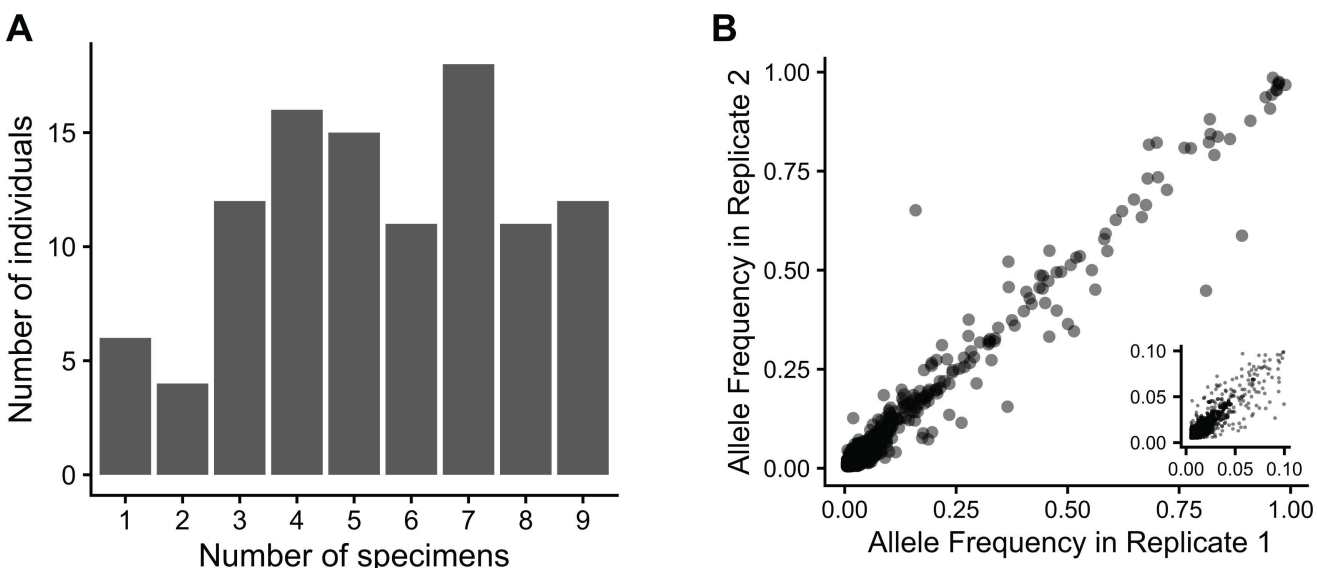 A
Number of individuals
15
10
5
0
1 2 3 4 5 6 7 8 9
Number of specimens
B
Allele Frequency in Replicate 2
1.00
0.75
0.50
0.25
0.00
0.00 0.25 0.50 0.75 1.00
Allele Frequency in Replicate 1
0.10
0.05
0.00
0.00 0.05 0.10